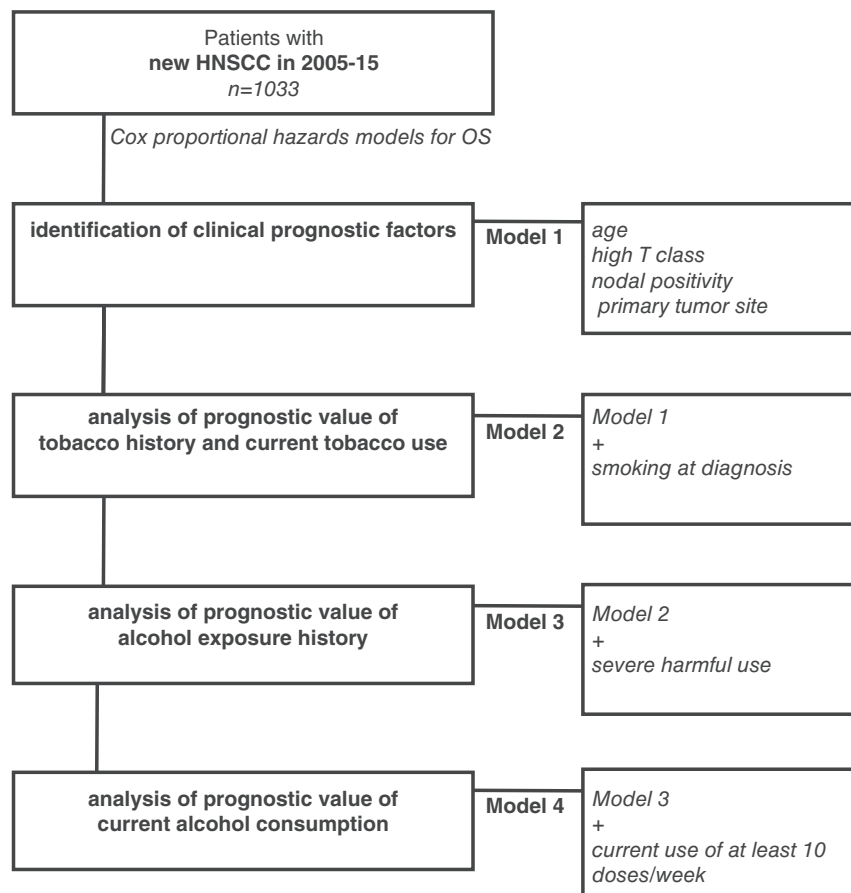 Patients with
new HNSCC in 2005-15
n=1033
Cox proportional hazards models for OS
identification of clinical prognostic factors
Model 1
age
high T class
nodal positivity
primary tumor site
analysis of prognostic value of
tobacco history and current tobacco use
Model 2
Model 1
+
smoking at diagnosis
analysis of prognostic value of
alcohol exposure history
Model 3
Model 2
+
severe harmful use
analysis of prognostic value of
current alcohol consumption
Model 4
Model 3
+
current use of at least 10
doses/week